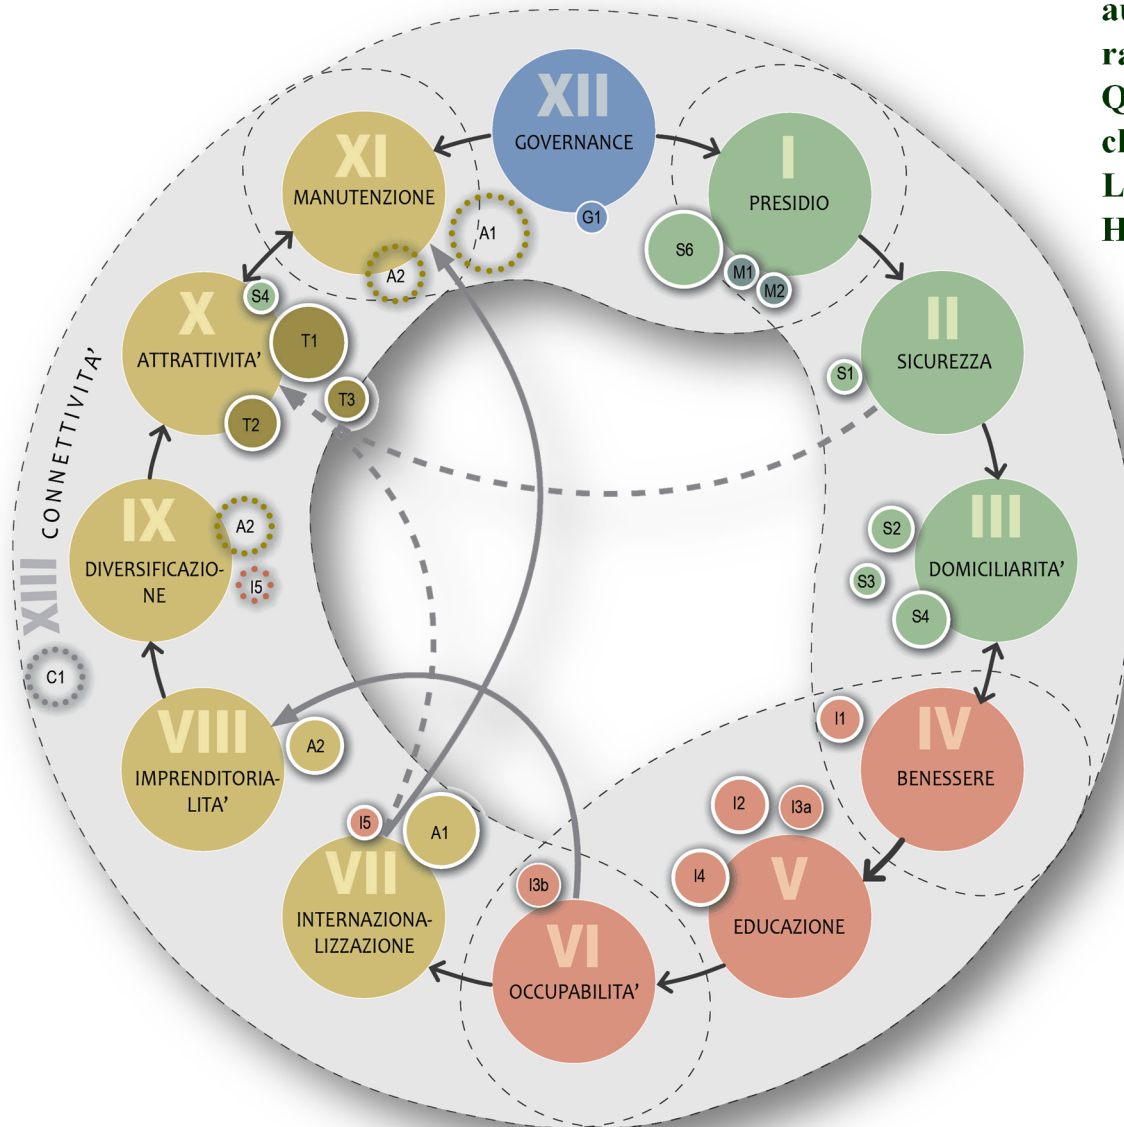 XII
GOVERNANCE
G1
I
PRESIDIO
S6
M1
M2
II
SICUREZZA
S1
III
DOMICILIARITA’
S2
S3
S4
IV
BENESSERE
I1
V
EDUCAZIONE
I2
I3a
I4
VI
OCCUPABILITA’
I3b
VII
INTERNAZIONA-
LIZZAZIONE
I5
A1
VIII
IMPRENDITORIA-
LITA’
A2
IX
DIVERSIFICAZIO-
NE
A2
I5
X
ATTRATTIVITA’
S4
T1
T2
T3
XI
MANUTENZIONE
A1
A2
XIII CONNETTIVITA’
C1